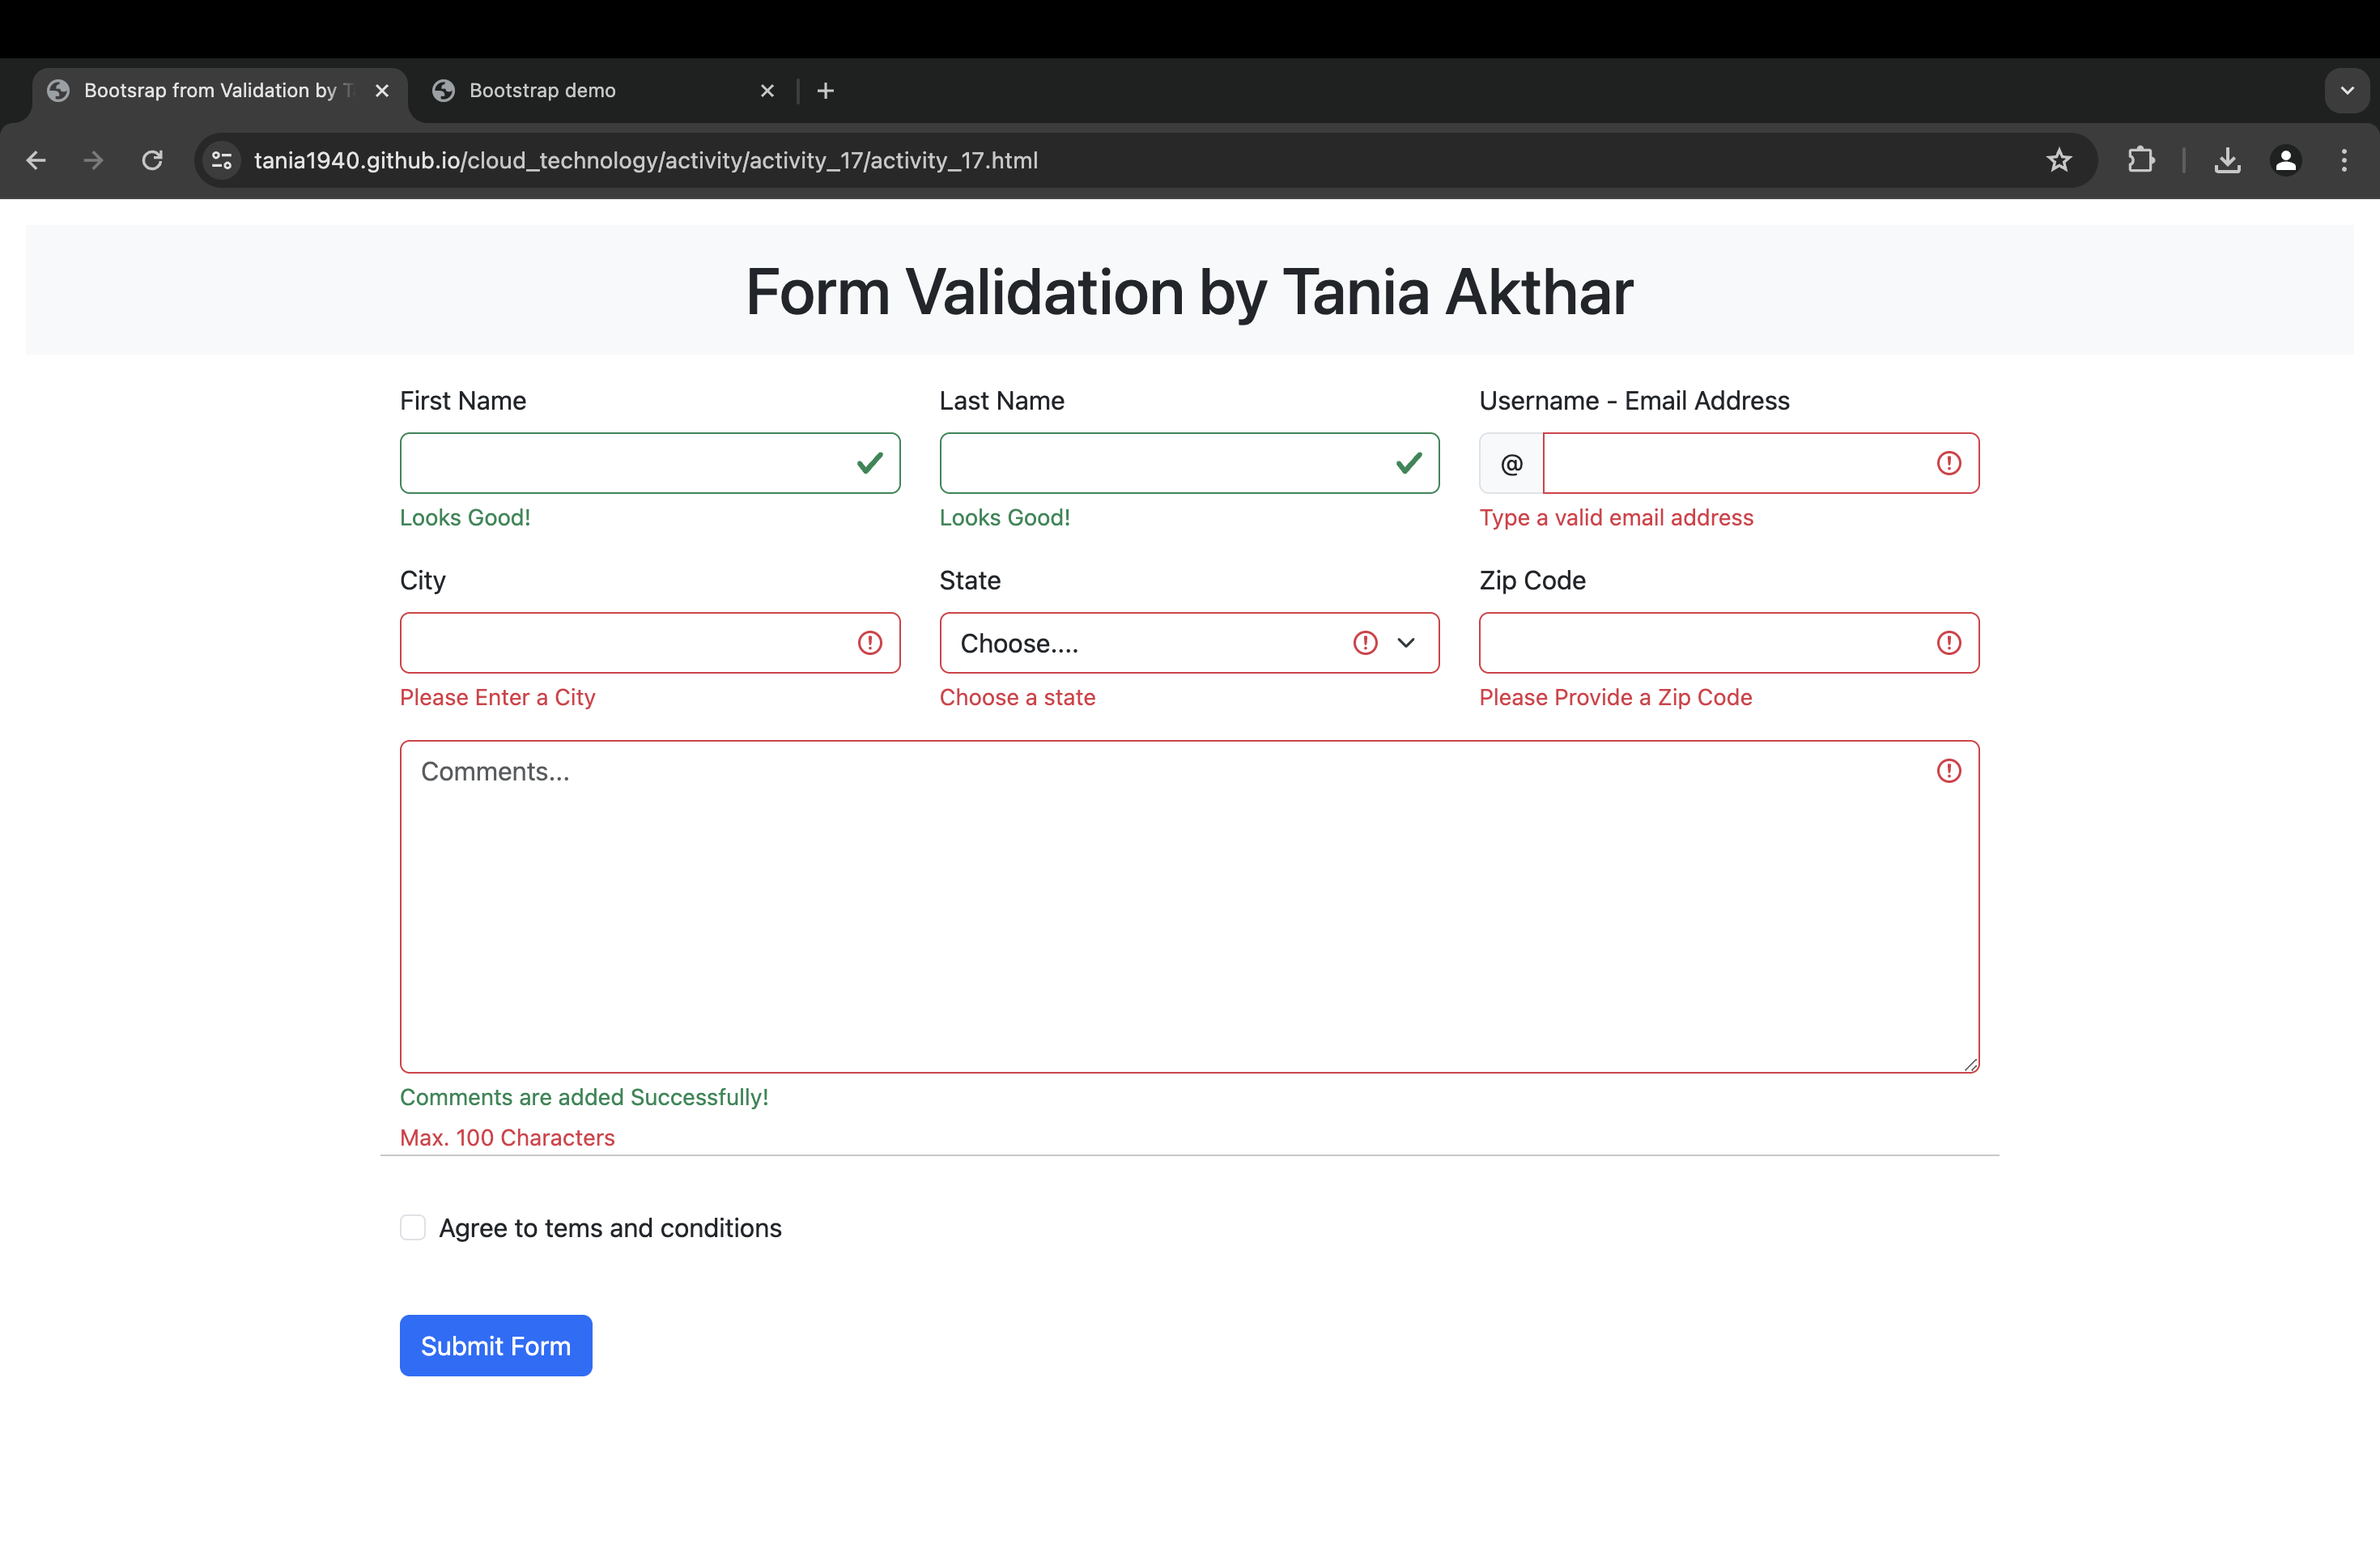 Bootsrap from Validation by T
Bootstrap demo
tania1940.github.io/cloud_technology/activity/activity_17/activity_17.html
Form Validation by Tania Akthar
First Name
Last Name
Username - Email Address
@
Looks Good!
Looks Good!
Type a valid email address
City
State
Zip Code
Choose....
Please Enter a City
Choose a state
Please Provide a Zip Code
Comments...
Comments are added Successfully!
Max. 100 Characters
Agree to tems and conditions
Submit Form